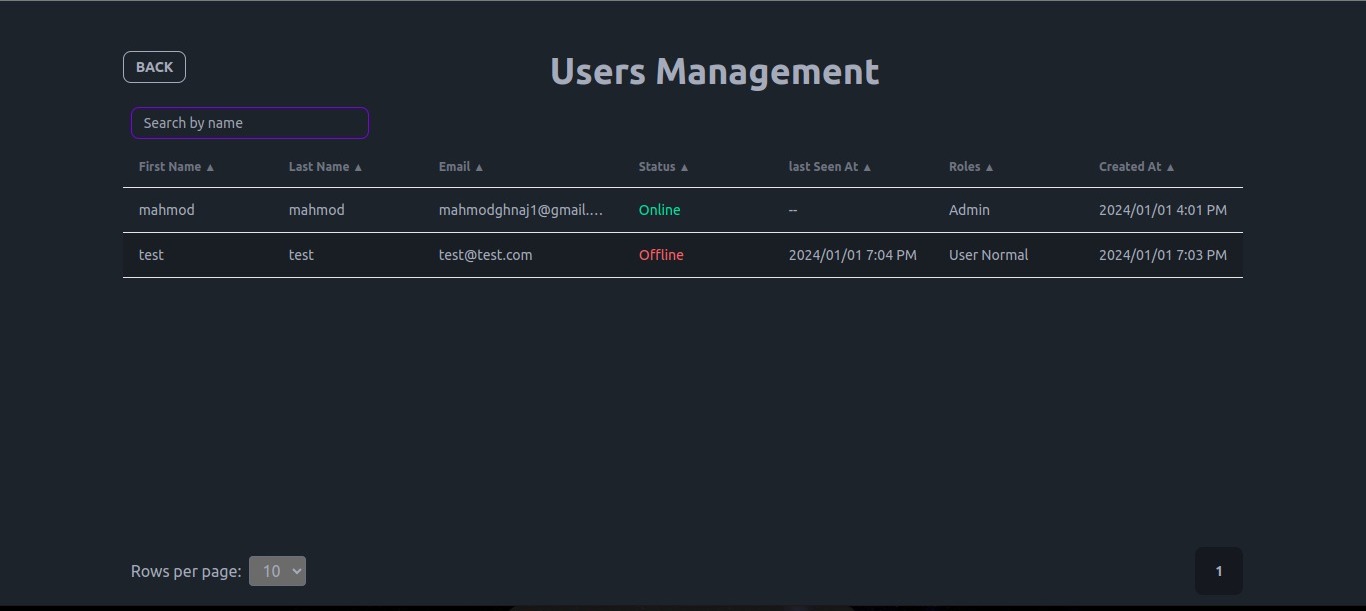 BACK
Users Management
Search by name
First Name ▲ Last Name ▲ Email ▲ Status ▲ last Seen At ▲ Roles ▲ Created At ▲
mahmod mahmod mahmodghnaj1@gmail.... Online -- Admin 2024/01/01 4:01 PM
test test test@test.com Offline 2024/01/01 7:04 PM User Normal 2024/01/01 7:03 PM
Rows per page: 10 1